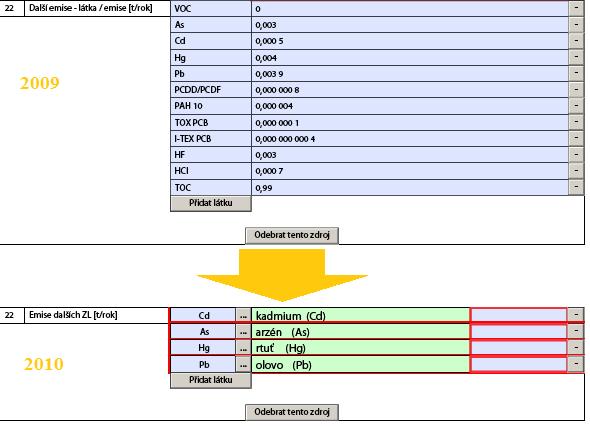 22 Další emise - látka / emise [t/rok] VOC 0 -
As 0,003 -
Cd 0,000 5 -
Hg 0,004 -
2009
Pb 0,003 9 -
PCDD/PCDF 0,000 000 8 -
PAH 10 0,000 004 -
TOX PCB 0,000 000 1 -
I-TEX PCB 0,000 000 000 4 -
HF 0,003 -
HCl 0,000 7 -
TOC 0,99 -
Přidat látku
Odebrat tento zdroj
22 Emise dalších ZL [t/rok] Cd ... kadmium (Cd) -
As ... arzén (As) -
Hg ... rtuť (Hg) -
2010
Pb ... olovo (Pb) -
Přidat látku
Odebrat tento zdroj